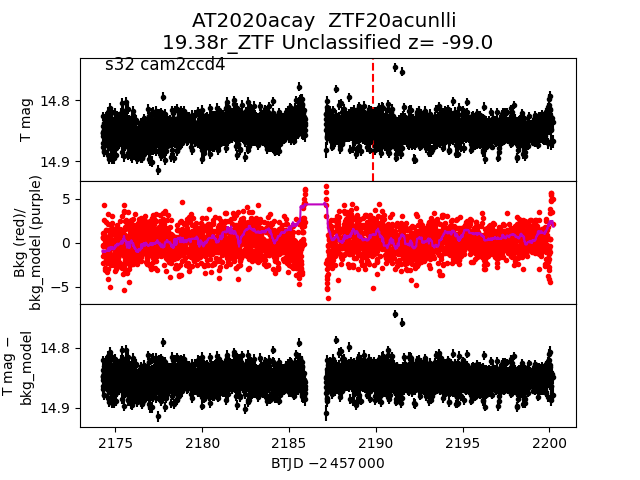 AT2020acay ZTF20acunlli
19.38r_ZTF Unclassified z= -99.0
s32 cam2ccd4
T mag
14.8
14.9
Bkg (red)/
bkg_model (purple)
5
0
−5
T mag −
bkg_model
14.8
14.9
2175 2180 2185 2190 2195 2200
BTJD −2 457 000